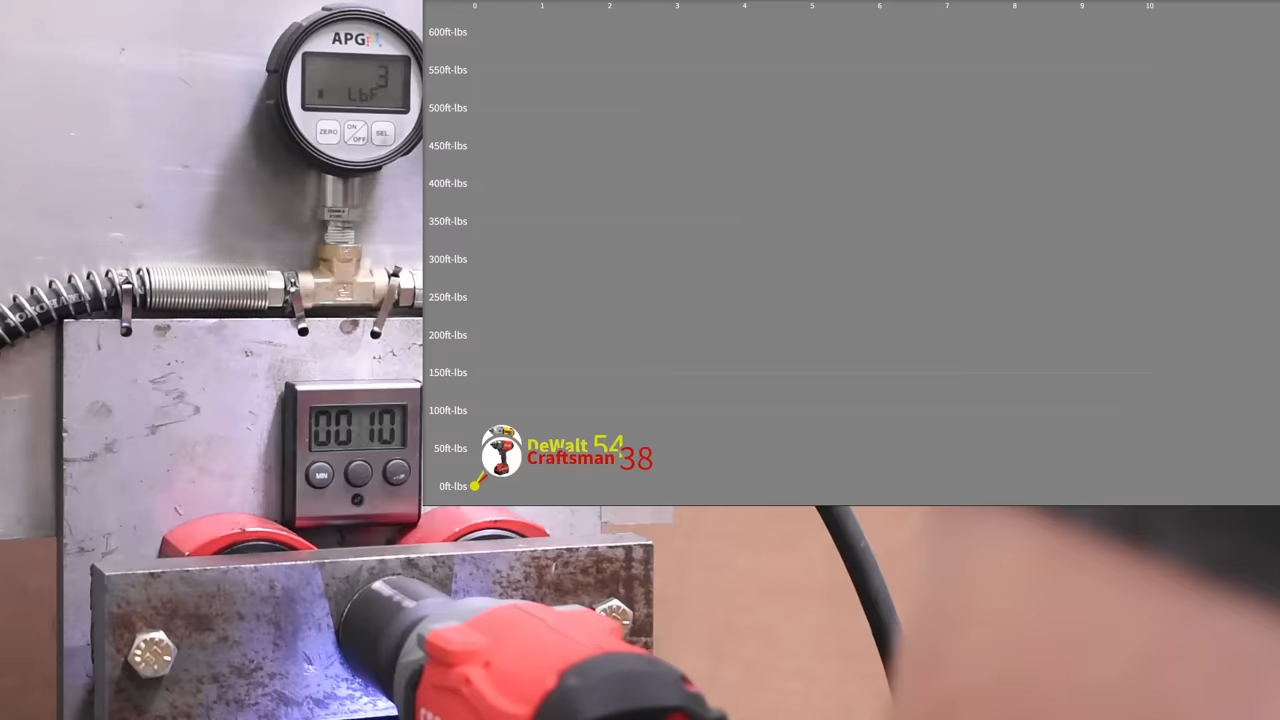 0 1 2 3 4 5 6 7 8 9 10
600ft-lbs
550ft-lbs
500ft-lbs
450ft-lbs
400ft-lbs
350ft-lbs
300ft-lbs
250ft-lbs
200ft-lbs
150ft-lbs
100ft-lbs
50ft-lbs
0ft-lbs
DeWalt 54
Craftsman 38
APG
3
LbF
ZERO
ON
OFF
SEL.
YOKOHAMA
00 10
MIN